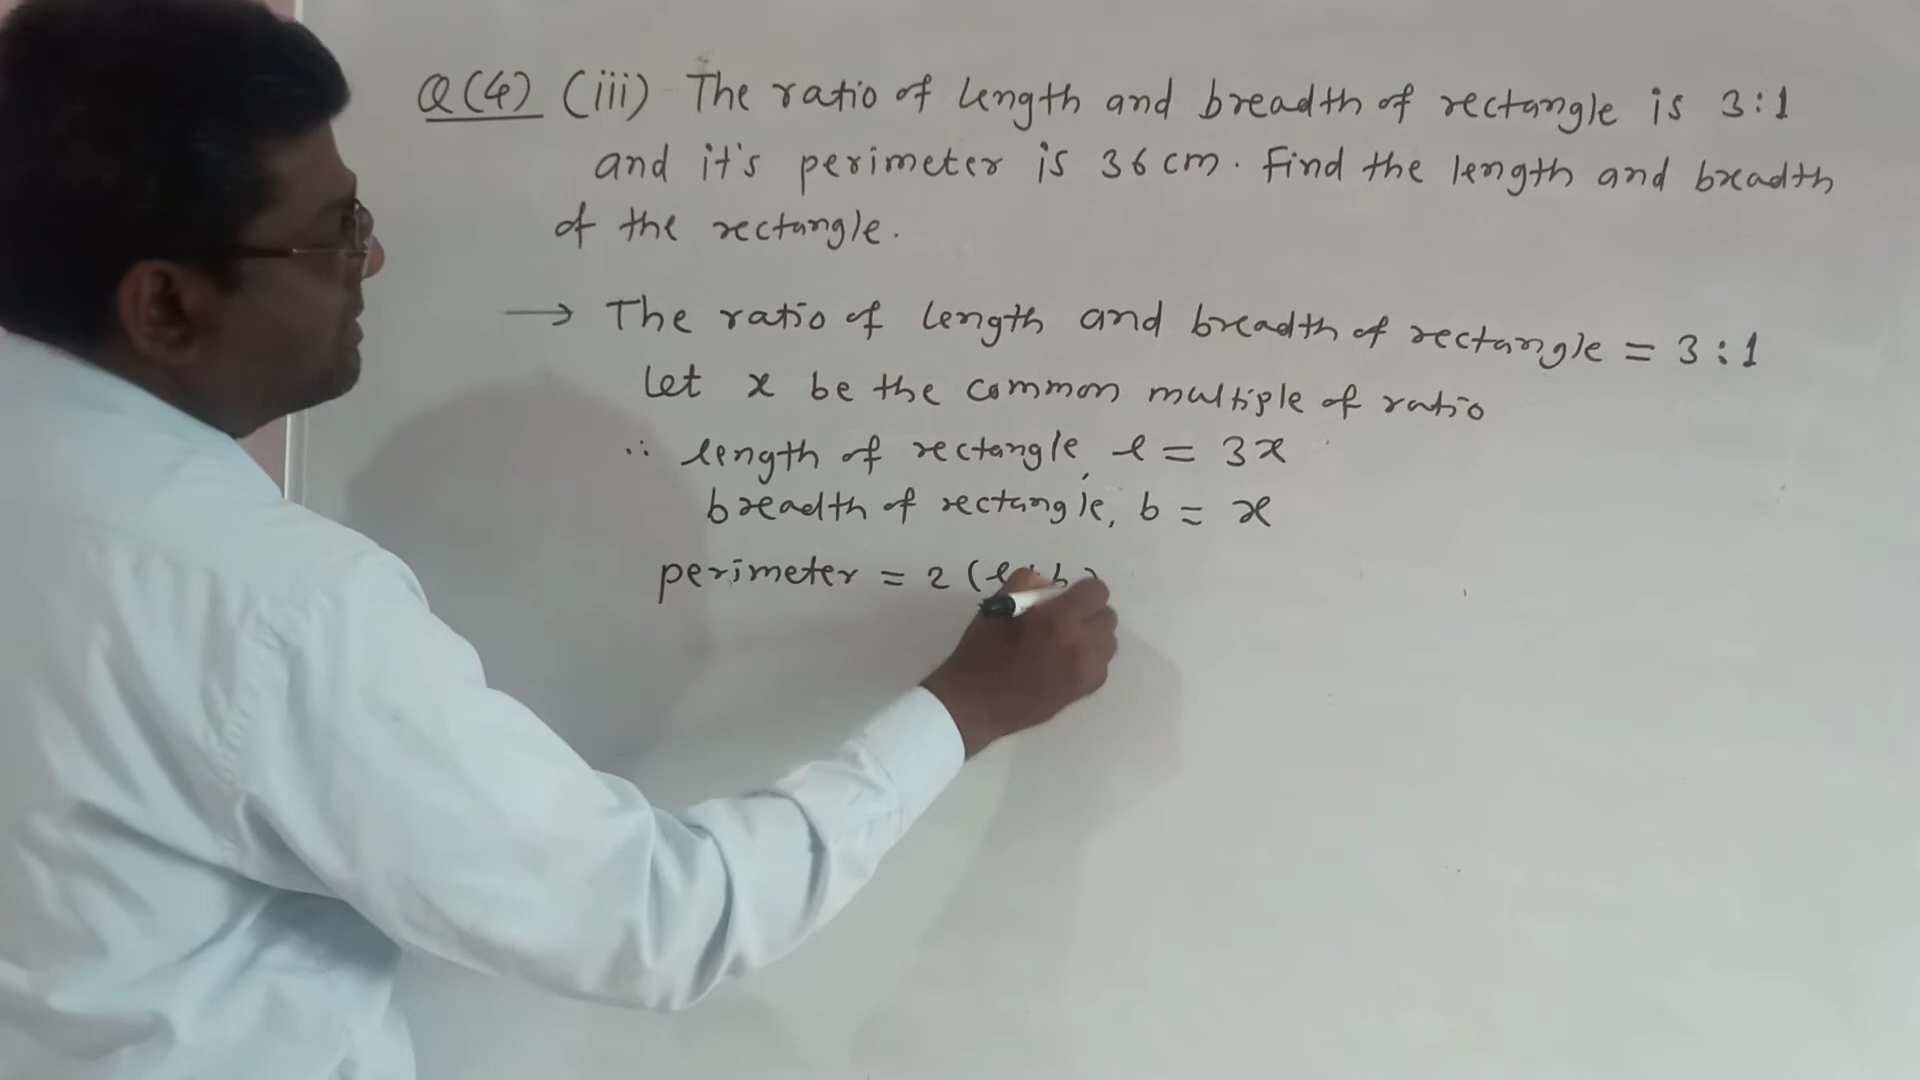 Q(4) (iii) The ratio of length and breadth of rectangle is 3:1
and it's perimeter is 36 cm. Find the length and breadth
of the rectangle.
→ The ratio of length and breadth of rectangle = 3:1
Let x be the common multiple of ratio
∴ length of rectangle, l = 3x
breadth of rectangle, b = x
perimeter = 2 (l+b)